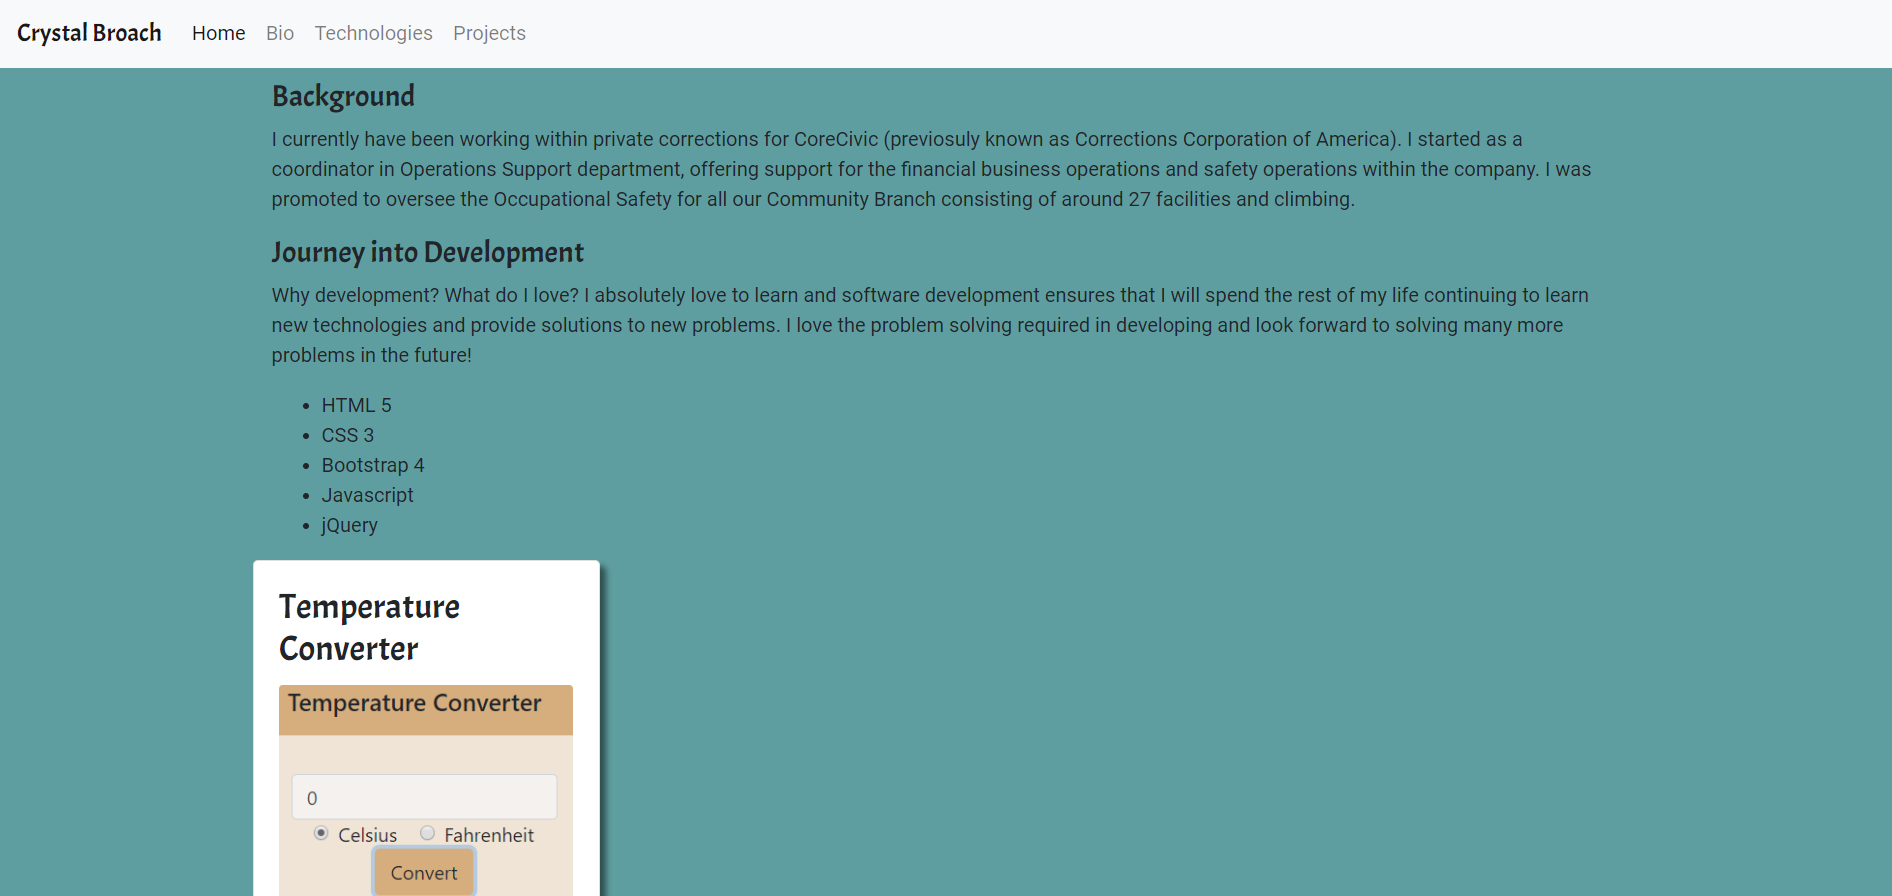 Crystal Broach Home Bio Technologies Projects
Background
I currently have been working within private corrections for CoreCivic (previosuly known as Corrections Corporation of America). I started as a
coordinator in Operations Support department, offering support for the financial business operations and safety operations within the company. I was
promoted to oversee the Occupational Safety for all our Community Branch consisting of around 27 facilities and climbing.
Journey into Development
Why development? What do I love? I absolutely love to learn and software development ensures that I will spend the rest of my life continuing to learn
new technologies and provide solutions to new problems. I love the problem solving required in developing and look forward to solving many more
problems in the future!
• HTML 5
• CSS 3
• Bootstrap 4
• Javascript
• jQuery
Temperature
Converter
Temperature Converter
0
Celsius Fahrenheit
Convert